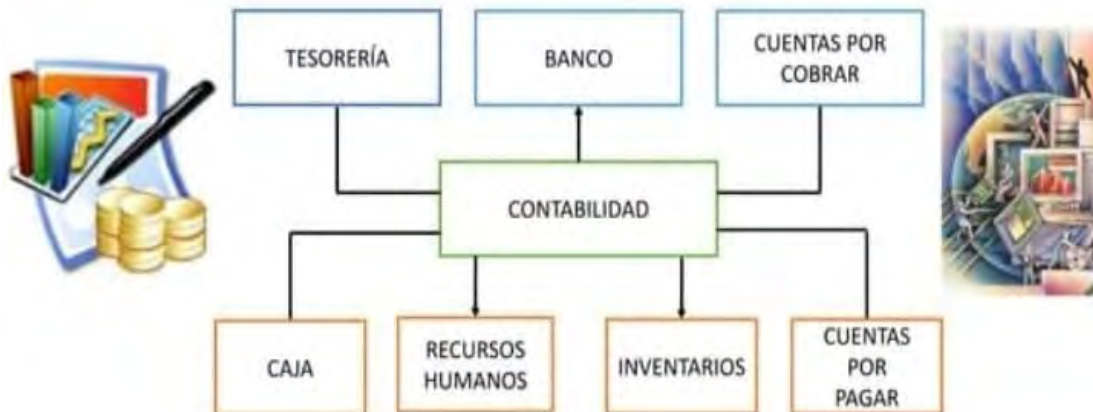 TESORERÍA
BANCO
CUENTAS POR
COBRAR
CONTABILIDAD
CAJA
RECURSOS
HUMANOS
INVENTARIOS
CUENTAS
POR
PAGAR